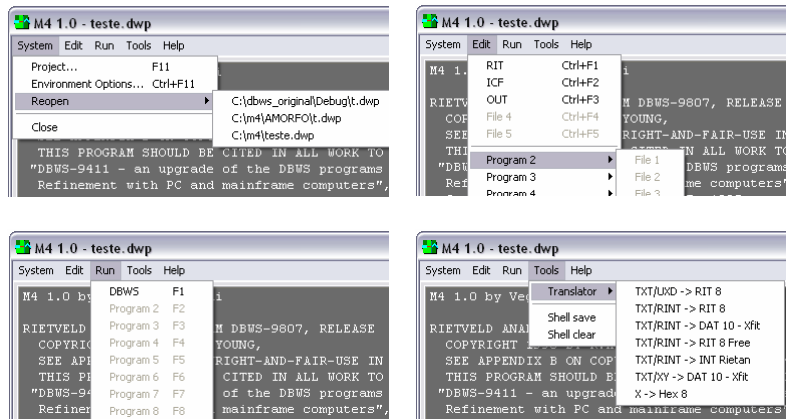 M4 1.0 - teste.dwp
System Edit Run Tools Help
Project... F11
Environment Options... Ctrl+F11
Reopen
Close
C:\dbws_original\Debug\t.dwp
C:\m4\AMORFO\t.dwp
C:\m4\teste.dwp
THIS PROGRAM SHOULD BE CITED IN ALL WORK TO
"DBWS-9411 - an upgrade of the DBWS programs
Refinement with PC and mainframe computers",
M4 1.0 - teste.dwp
System Edit Run Tools Help
M4 1.
RIT Ctrl+F1
ICF Ctrl+F2
OUT Ctrl+F3
File 4 Ctrl+F4
File 5 Ctrl+F5
Program 2
Program 3
Program 4
File 1
File 2
File 3
RIETV M DBWS-9807, RELEASE
COP YOUNG,
SEE RIGHT-AND-FAIR-USE IN
THI CITED IN ALL WORK TO
"DB DBWS programs
Ref me computers"
M4 1.0 - teste.dwp
System Edit Run Tools Help
DBWS F1
Program 2 F2
Program 3 F3
Program 4 F4
Program 5 F5
Program 6 F6
Program 7 F7
Program 8 F8
M4 1.0 by i
RIETVELD M DBWS-9807, RELEASE
COPYRIG YOUNG,
SEE APP RIGHT-AND-FAIR-USE IN
THIS P CITED IN ALL WORK TO
"DBWS-94 of the DBWS programs
Refinem mainframe computers",
M4 1.0 - teste.dwp
System Edit Run Tools Help
Translator
Shell save
Shell clear
TXT/UXD -> RIT 8
TXT/RINT -> RIT 8
TXT/RINT -> DAT 10 - Xfit
TXT/RINT -> RIT 8 Free
TXT/RINT -> INT Rietan
TXT/XY -> DAT 10 - Xfit
X -> Hex 8
M4 1.0 by Ve
RIETVELD ANA
COPYRIGHT
SEE APPENDIX B ON COP
THIS PROGRAM SHOULD B
"DBWS-9411 - an upgrad
Refinement with PC and mainframe computers